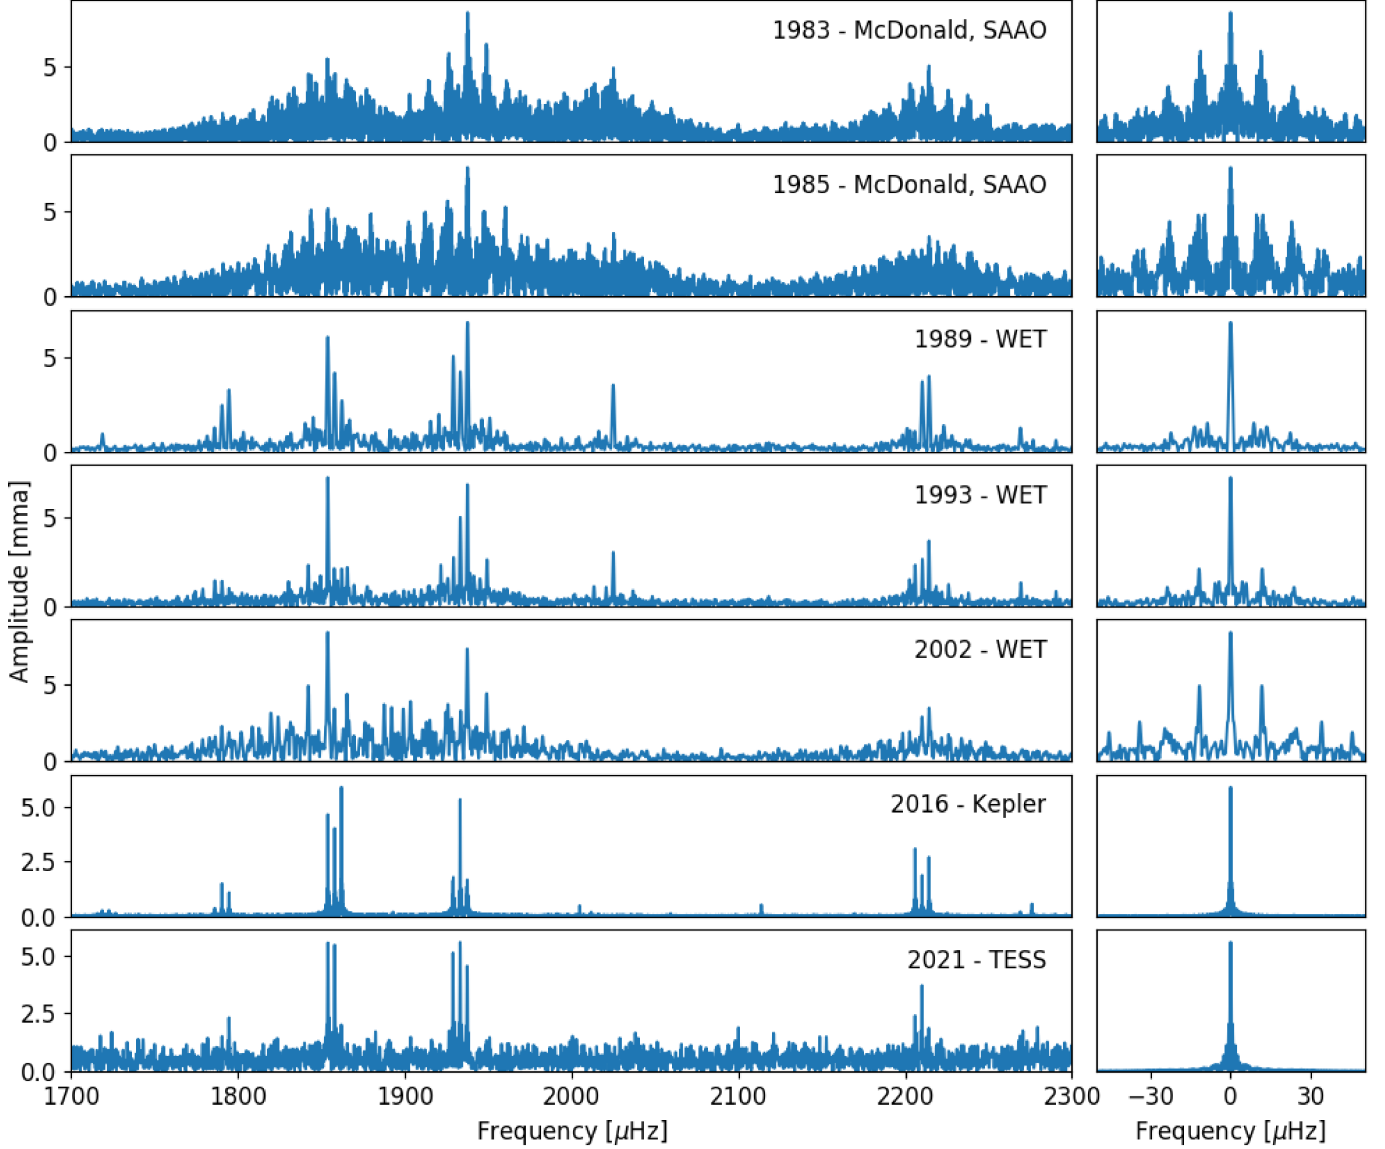 1983 - McDonald, SAAO
5
0
1985 - McDonald, SAAO
5
0
1989 - WET
5
0
1993 - WET
5
0
2002 - WET
5
0
2016 - Kepler
5.0
2.5
0.0
2021 - TESS
5.0
2.5
0.0
Amplitude [mma]
1700 1800 1900 2000 2100 2200 2300 −30 0 30
Frequency [μHz] Frequency [μHz]